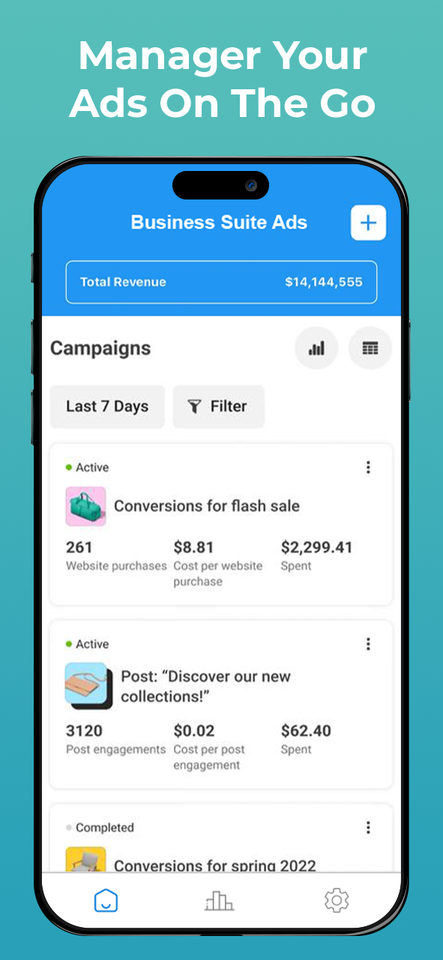 Manager Your
Ads On The Go
Business Suite Ads
Total Revenue $14,144,555
Campaigns
Last 7 Days Filter
Active
Conversions for flash sale
261 $8.81 $2,299.41
Website purchases Cost per website Spent
purchase
Active
Post: “Discover our new
collections!”
3120 $0.02 $62.40
Post engagements Cost per post Spent
engagement
Completed
Conversions for spring 2022